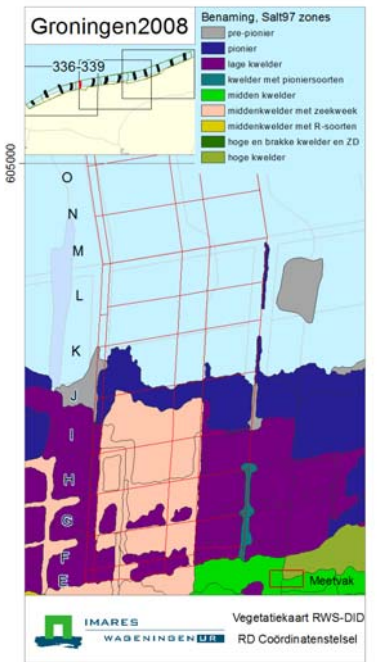 Groningen2008
336-339
Benaming, Salt97 zones
pre-pionier
pionier
lage kwelder
kwelder met pioniersoorten
midden kwelder
middenkwelder met zeekweek
middenkwelder met R-soorten
hoge en brakke kwelder en ZD
hoge kwelder
605000
O
N
M
L
K
J
I
H
G
F
E
Meetvak
IMARES
WAGENINGEN UR
Vegetatiekaart RWS-DID
RD Coördinatenstelsel